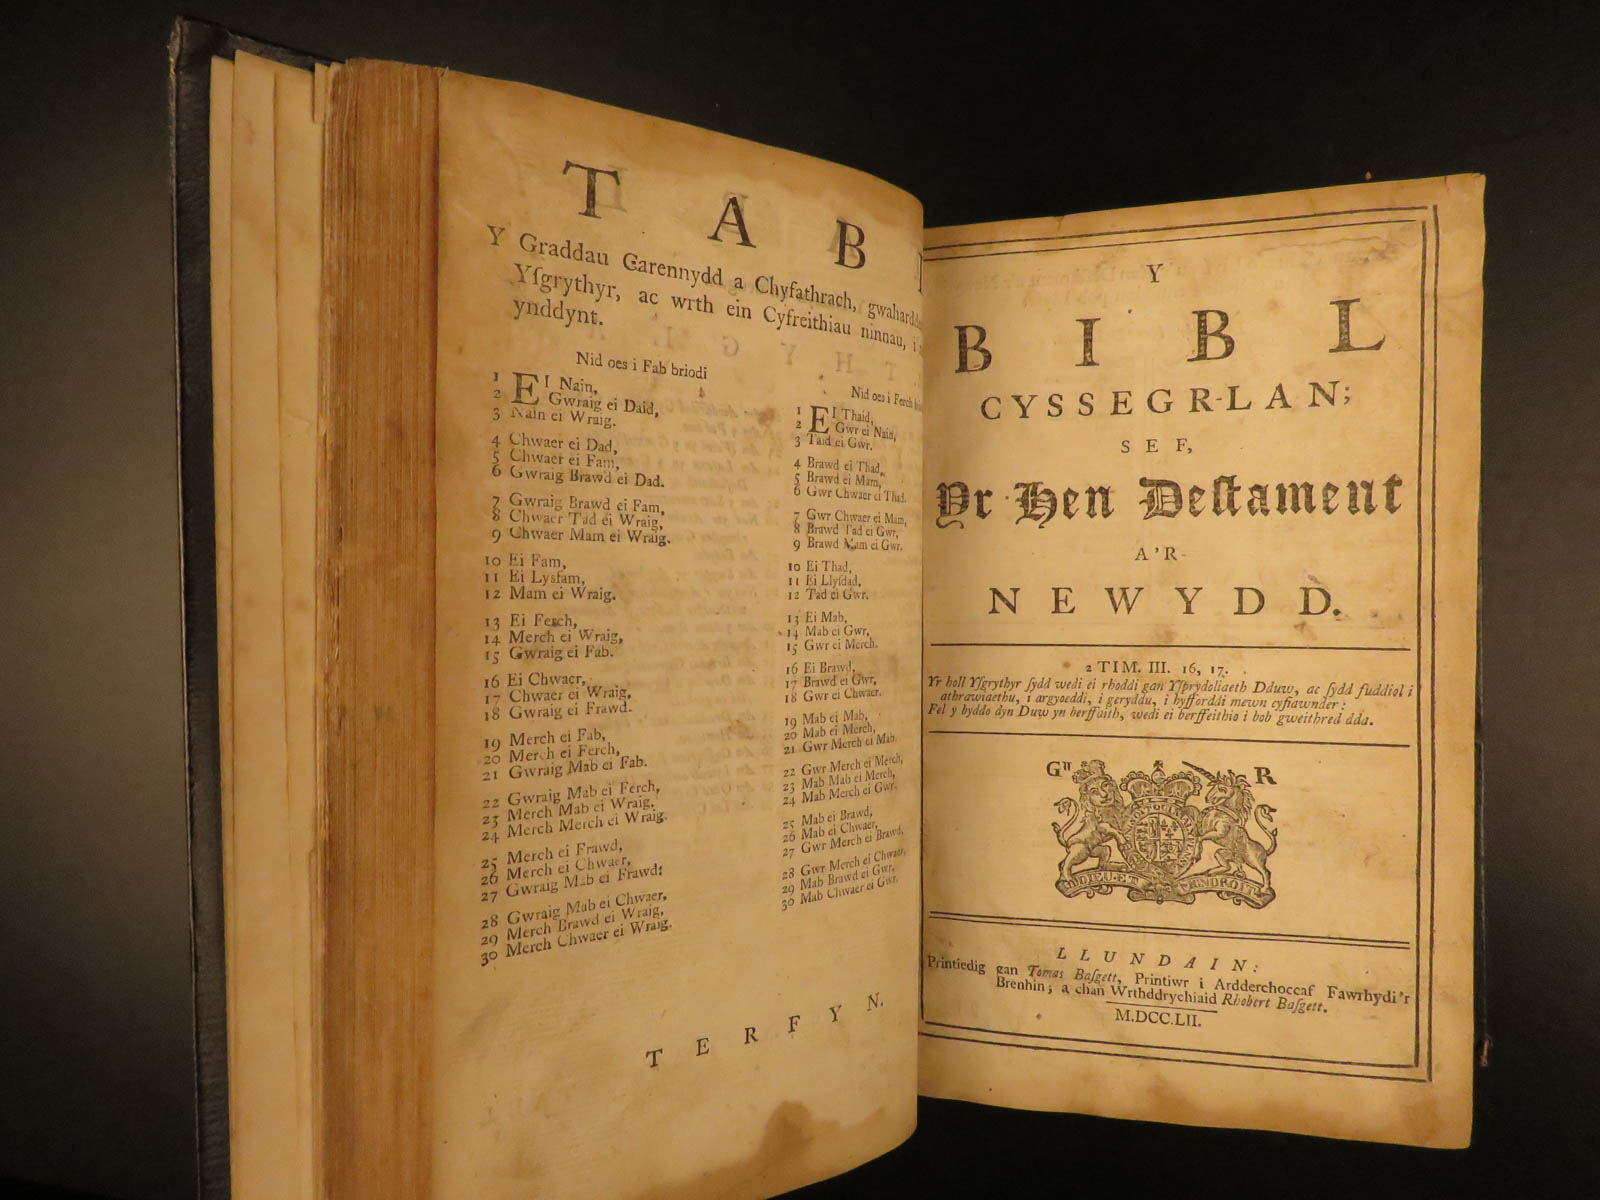 T A B
Y Graddau Garennydd a Chyfathrach,
Yſgrythyr, ac wrth ein Cyfreithiau ninnau, i
ynddynt.
Nid oes i Fab briodi
1 EI Nain,
2 Gwraig ei Daid,
3 Nain ei Wraig.
4 Chwaer ei Dad,
5 Chwaer ei Fam,
6 Gwraig Brawd ei Dad.
7 Gwraig Brawd ei Fam,
8 Chwaer Tad ei Wraig,
9 Chwaer Mam ei Wraig.
10 Ei Fam,
11 Ei Lysfam,
12 Mam ei Wraig.
13 Ei Ferch,
14 Merch ei Wraig,
15 Gwraig ei Fab.
16 Ei Chwaer,
17 Chwaer ei Wraig,
18 Gwraig ei Frawd.
19 Merch ei Fab,
20 Merch ei Ferch,
21 Gwraig Mab ei Fab.
22 Gwraig Mab ei Ferch,
23 Merch Mab ei Wraig,
24 Merch Merch ei Wraig.
25 Merch ei Frawd,
26 Merch ei Chwaer,
27 Gwraig Mab ei Frawd:
28 Gwraig Mab ei Chwaer,
29 Merch Brawd ei Wraig,
30 Merch Chwaer ei Wraig.
Nid oes i Ferch
1 EI Thaid,
2 Gwr ei Nain,
3 Taid ei Gwr.
4 Brawd ei Thad,
5 Brawd ei Mam,
6 Gwr Chwaer ei Thad.
7 Gwr Chwaer ei Mam,
8 Brawd Tad ei Gwr,
9 Brawd Mam ei Gwr.
10 Ei Thad,
11 Ei Llyſdad,
12 Tad ei Gwr.
13 Ei Mab,
14 Mab ei Gwr,
15 Gwr ei Merch.
16 Ei Brawd,
17 Brawd ei Gwr,
18 Gwr ei Chwaer.
19 Mab ei Mab,
20 Mab ei Merch,
21 Gwr Merch ei Mab.
22 Gwr Merch ei Merch,
23 Mab Mab ei Merch,
24 Mab Merch ei Gwr.
25 Mab ei Brawd,
26 Mab ei Chwaer,
27 Gwr Merch ei Brawd,
28 Gwr Merch ei Chwaer,
29 Mab Brawd ei Gwr,
30 Mab Chwaer ei Gwr.
T E R F Y N.
Y
B I B L
CYSSEGR-LAN;
S E F,
Yr Hen Deſtament
A'R
N E W Y D D.
2 TIM. III. 16, 17.
Yr holl Yſgrythyr ſydd wedi ei rhoddi gan Yſprydoliaeth Dduw, ac ſydd fuddiol i
athrawiaethu, i argyoeddi, i geryddu, i hyfforddi mewn cyfiawnder:
Fel y byddo dyn Duw yn berffaith, wedi ei berffeithio i bob gweithred dda.
GII R
HONI SOIT QUI MAL Y PENSE
DIEU·ET MON DROIT
L L U N D A I N:
Printiedig gan Tomas Baſgett, Printiwr i Ardderchoccaf Fawrhydi'r
Brenhin; a chan Wrthddrychiaid Rhobert Baſgett.
M.DCC.LII.